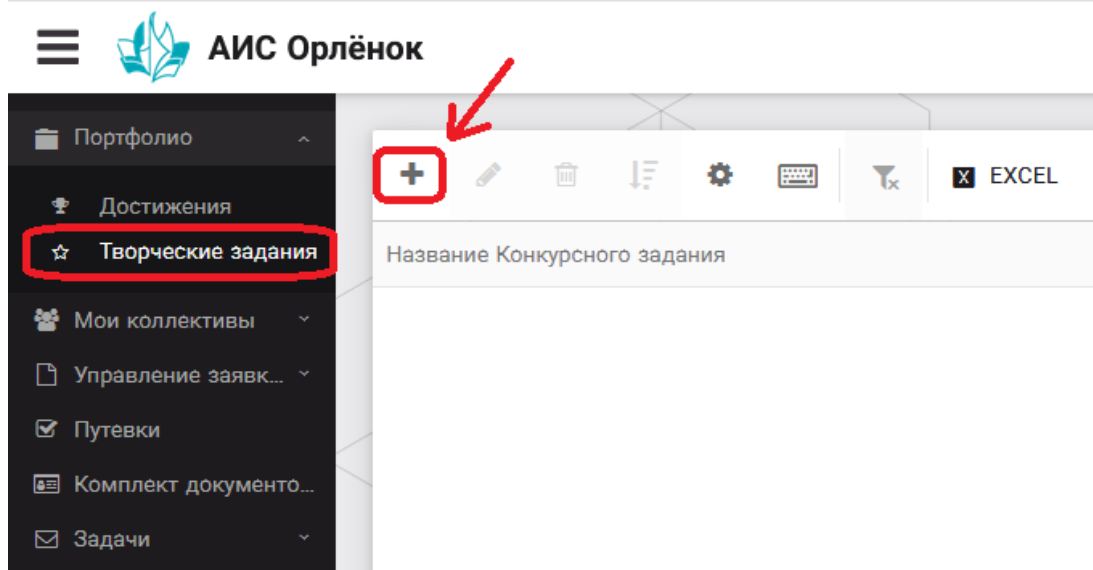 АИС Орлёнок
Портфолио
Достижения
Творческие задания
Мои коллективы
Управление заявк...
Путевки
Комплект документо...
Задачи
X EXCEL
Название Конкурсного задания